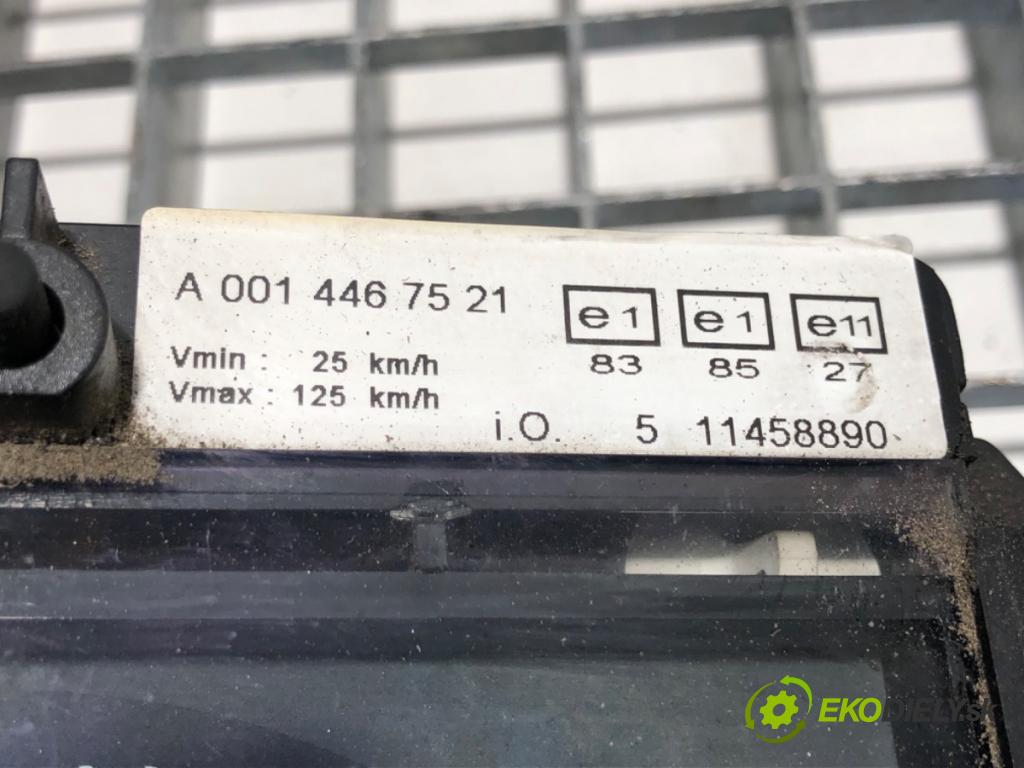 A 001 446 75 21
e1 e1 e11
83 85 27
Vmin : 25 km/h
Vmax : 125 km/h
i.O. 5 11458890
EKODIELY.sk